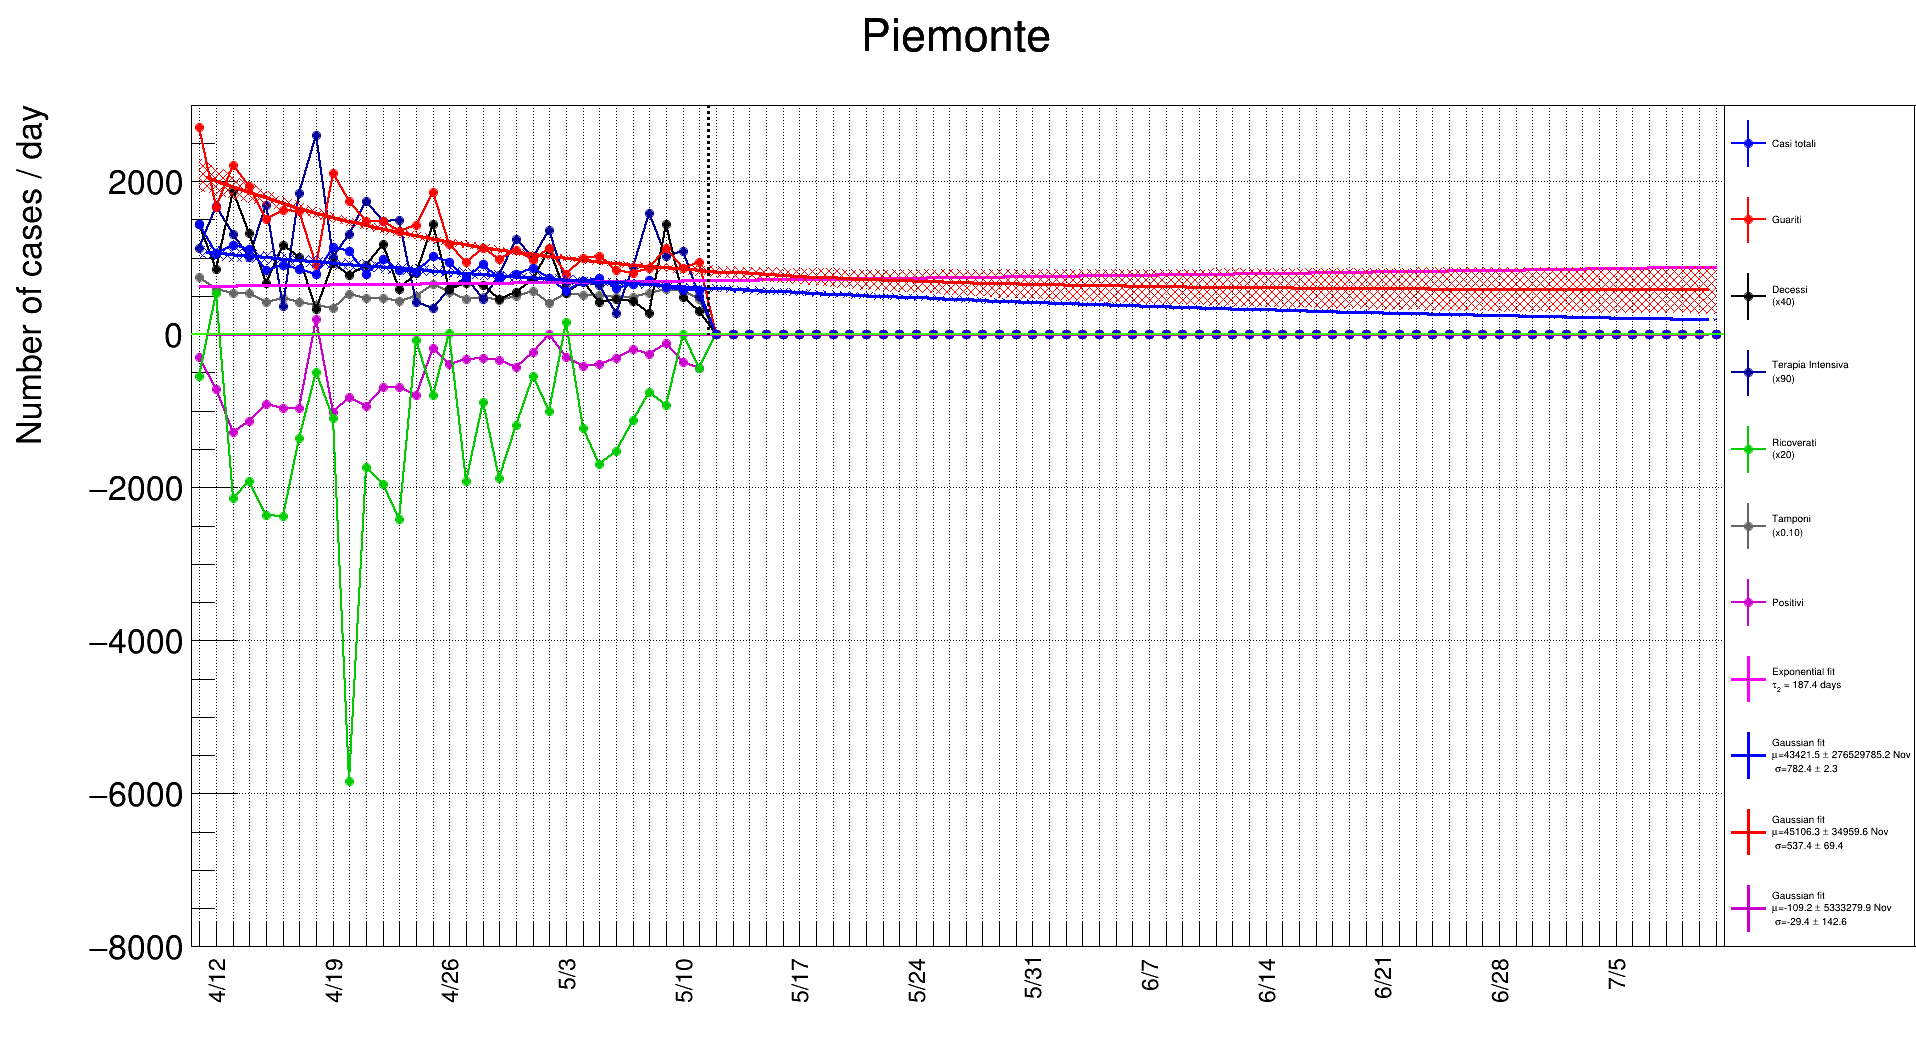 Piemonte
Number of cases / day
2000
0
−2000
−4000
−6000
−8000
4/12
4/19
4/26
5/3
5/10
5/17
5/24
5/31
6/7
6/14
6/21
6/28
7/5
Casi totali
Guariti
Decessi
(x40)
Terapia Intensiva
(x90)
Ricoverati
(x20)
Tamponi
(x0.10)
Positivi
Exponential fit
τ2 = 187.4 days
Gaussian fit
μ=43421.5 ± 276529785.2 Nov
σ=782.4 ± 2.3
Gaussian fit
μ=45106.3 ± 34959.6 Nov
σ=537.4 ± 69.4
Gaussian fit
μ=-109.2 ± 5333279.9 Nov
σ=-29.4 ± 142.6